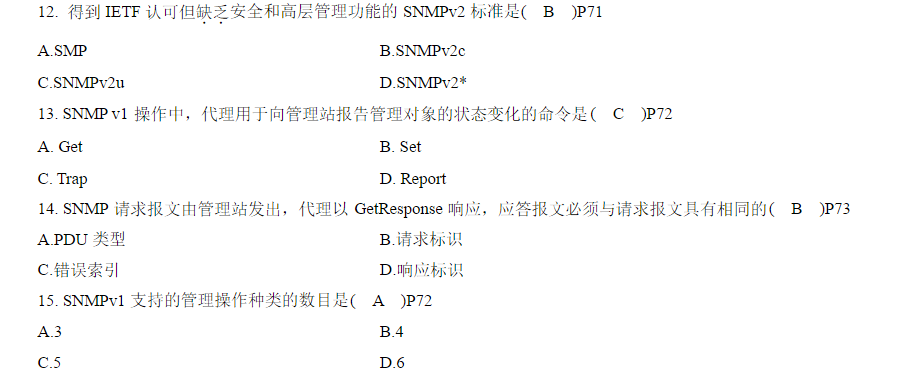 12. 得到 IETF 认可但缺乏安全和高层管理功能的 SNMPv2 标准是( B )P71
A.SMP B.SNMPv2c
C.SNMPv2u D.SNMPv2*
13. SNMP v1 操作中，代理用于向管理站报告管理对象的状态变化的命令是( C )P72
A. Get B. Set
C. Trap D. Report
14. SNMP 请求报文由管理站发出，代理以 GetResponse 响应，应答报文必须与请求报文具有相同的( B )P73
A.PDU 类型 B.请求标识
C.错误索引 D.响应标识
15. SNMPv1 支持的管理操作种类的数目是( A )P72
A.3 B.4
C.5 D.6